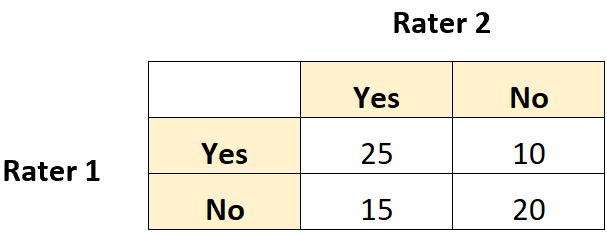 Rater 2
Yes No
Yes 25 10
Rater 1
No 15 20